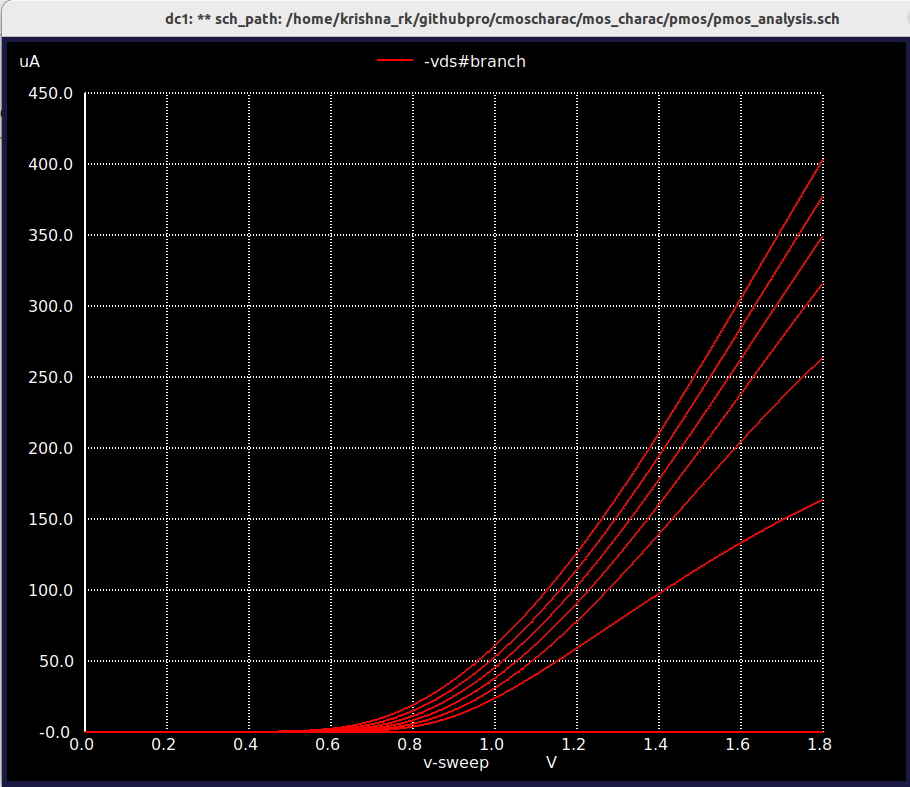 dc1: ** sch_path: /home/krishna_rk/githubpro/cmoscharac/mos_charac/pmos/pmos_analysis.sch
uA
-vds#branch
450.0
400.0
350.0
300.0
250.0
200.0
150.0
100.0
50.0
-0.0
0.0 0.2 0.4 0.6 0.8 1.0 1.2 1.4 1.6 1.8
v-sweep V